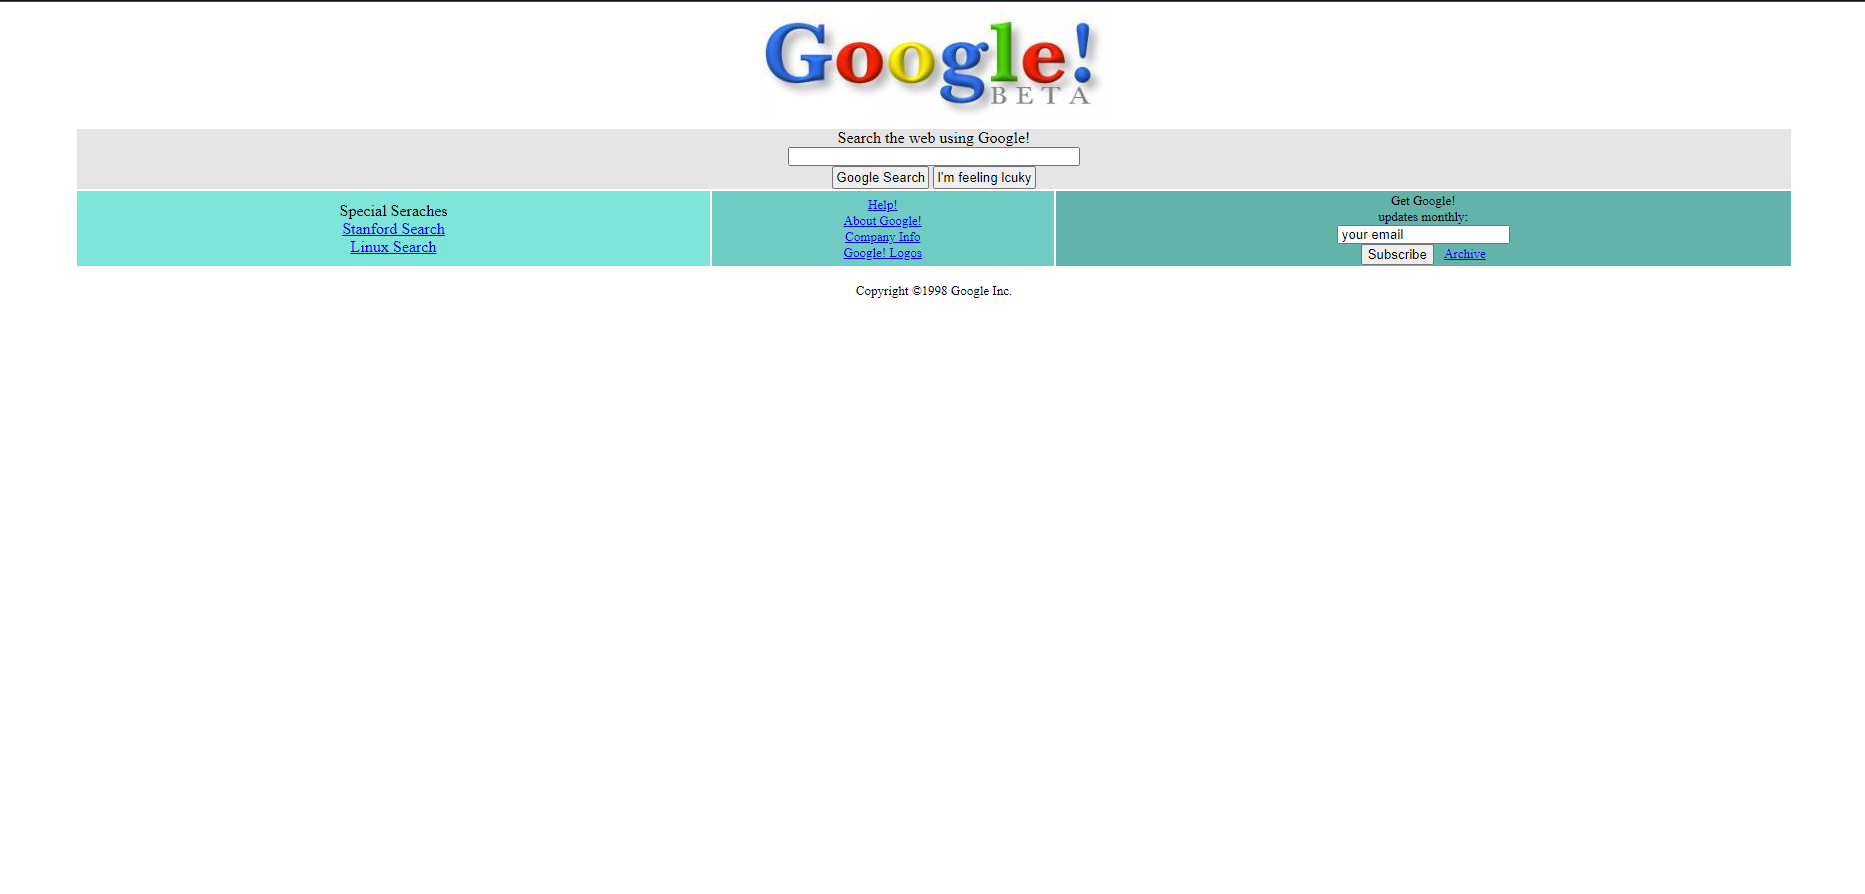 Google!
BETA
Search the web using Google!
Google Search I'm feeling lcuky
Special Seraches
Stanford Search
Linux Search
Help!
About Google!
Company Info
Google! Logos
Get Google!
updates monthly:
your email
Subscribe Archive
Copyright ©1998 Google Inc.